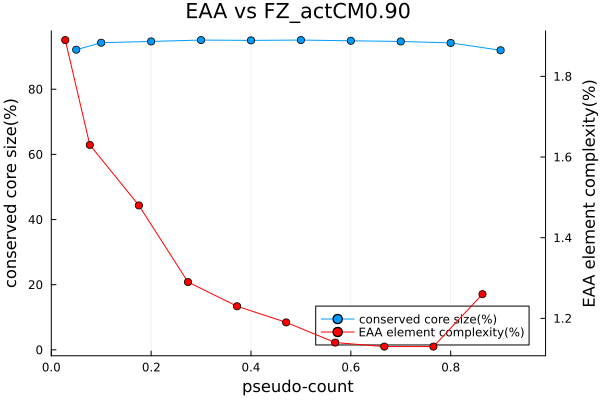 EAA vs FZ_actCM0.90
conserved core size(%)
80
60
40
20
0
1.8
1.6
1.4
1.2
EAA element complexity(%)
conserved core size(%)
EAA element complexity(%)
0.0 0.2 0.4 0.6 0.8
pseudo-count